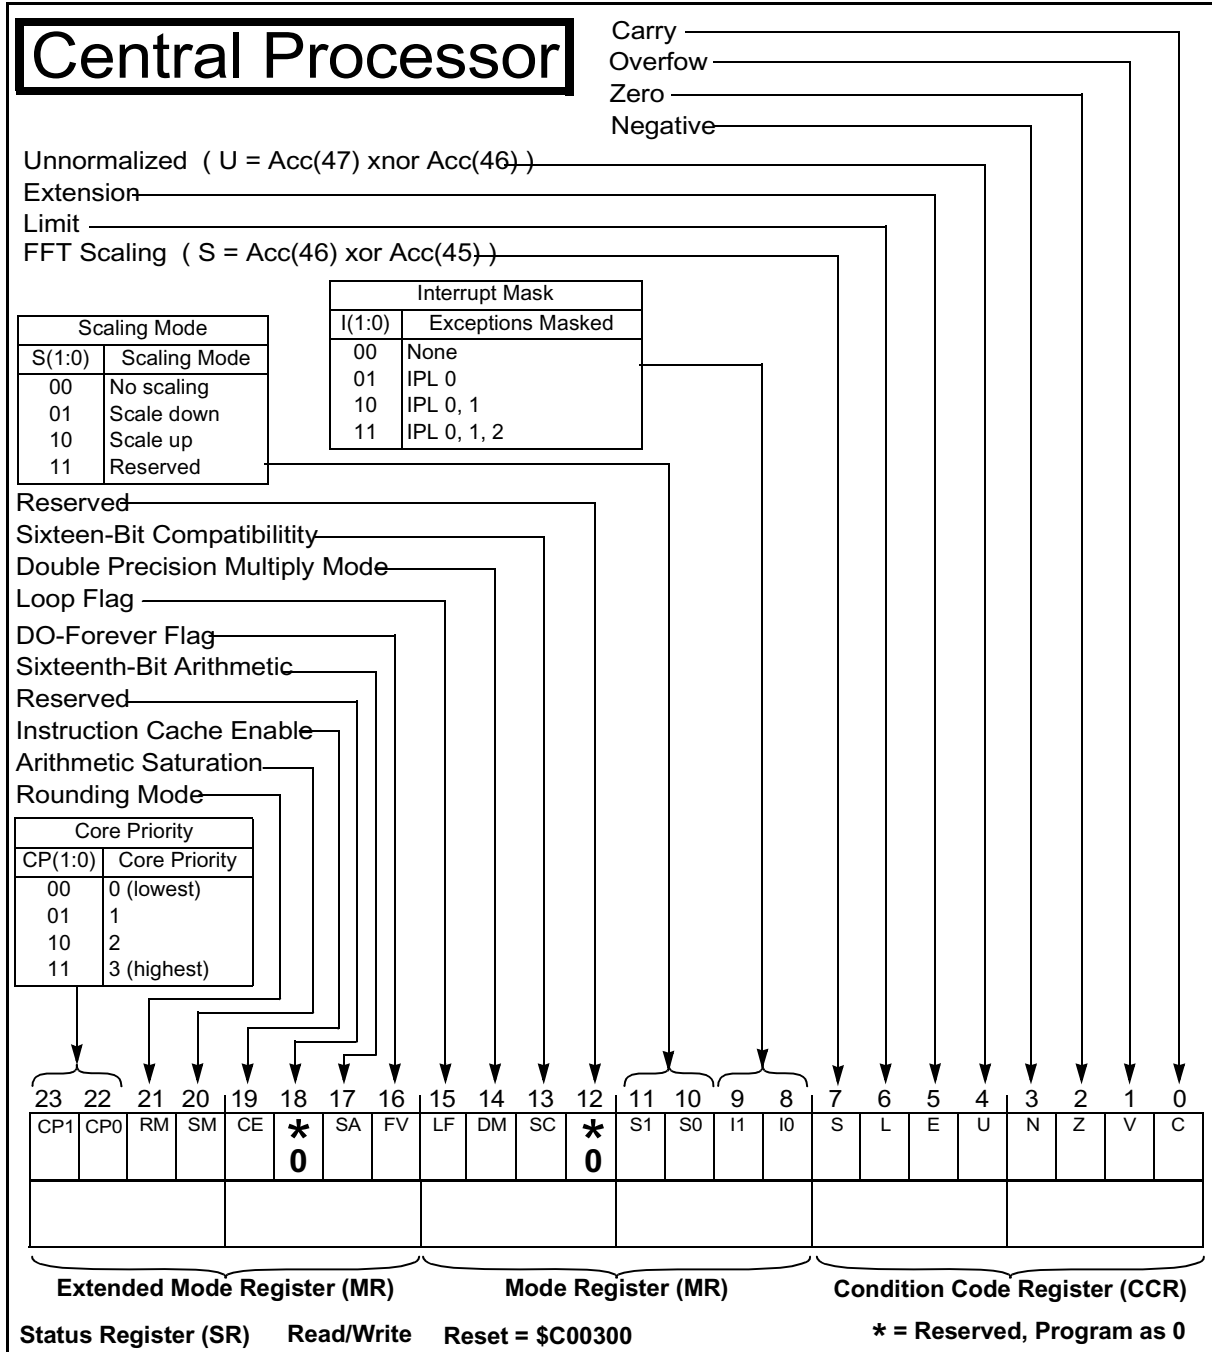 Central Processor
Carry
Overfow
Zero
Negative
Unnormalized ( U = Acc(47) xnor Acc(46) )
Extension
Limit
FFT Scaling ( S = Acc(46) xor Acc(45) )
Interrupt Mask
I(1:0) Exceptions Masked
00 None
01 IPL 0
10 IPL 0, 1
11 IPL 0, 1, 2
Scaling Mode
S(1:0) Scaling Mode
00 No scaling
01 Scale down
10 Scale up
11 Reserved
Reserved
Sixteen-Bit Compatibilitity
Double Precision Multiply Mode
Loop Flag
DO-Forever Flag
Sixteenth-Bit Arithmetic
Reserved
Instruction Cache Enable
Arithmetic Saturation
Rounding Mode
Core Priority
CP(1:0) Core Priority
00 0 (lowest)
01 1
10 2
11 3 (highest)
23 22 21 20 19 18 17 16 15 14 13 12 11 10 9 8 7 6 5 4 3 2 1 0
CP1 CP0 RM SM CE * SA FV LF DM SC * S1 S0 I1 I0 S L E U N Z V C
0 0
Extended Mode Register (MR) Mode Register (MR) Condition Code Register (CCR)
Status Register (SR) Read/Write Reset = $C00300 * = Reserved, Program as 0